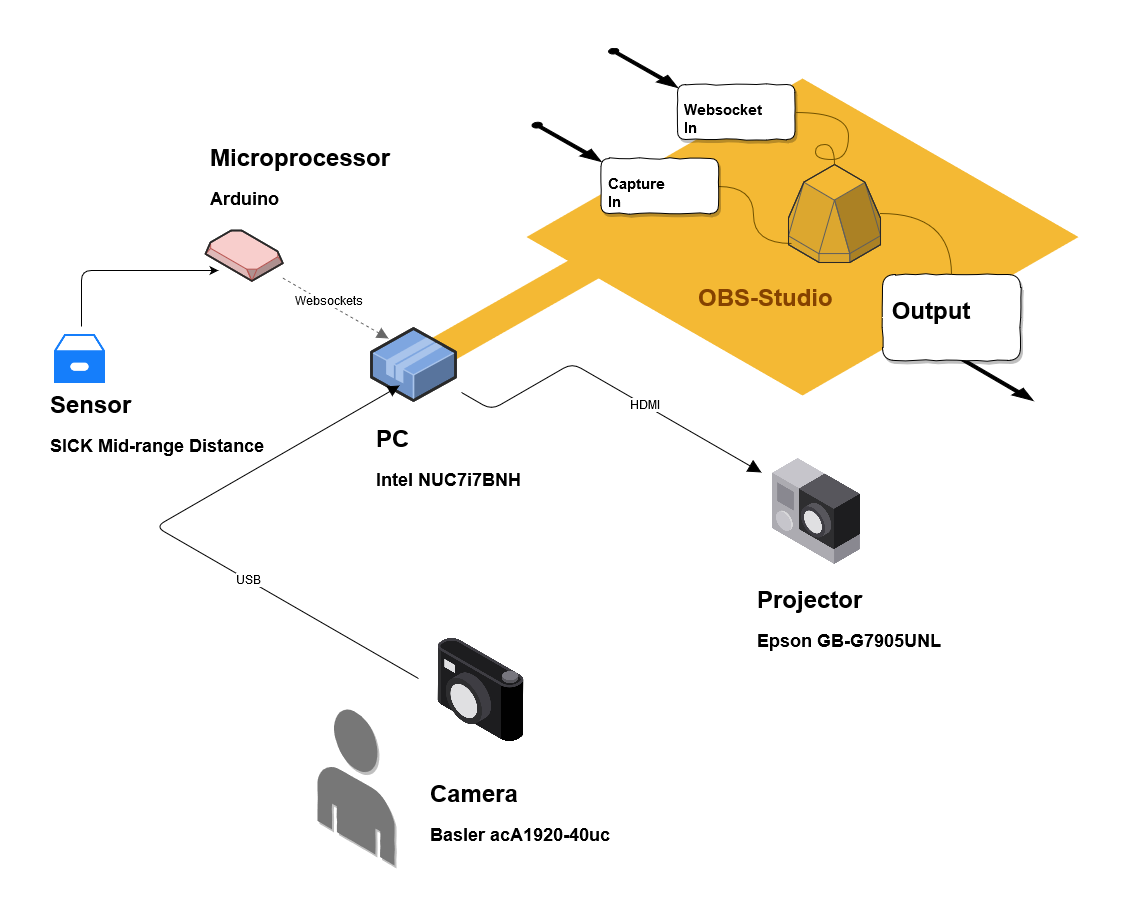 Websocket
In
Capture
In
Microprocessor
Arduino
OBS-Studio
Output
Websockets
Sensor
SICK Mid-range Distance
PC
Intel NUC7i7BNH
HDMI
USB
Projector
Epson GB-G7905UNL
Camera
Basler acA1920-40uc